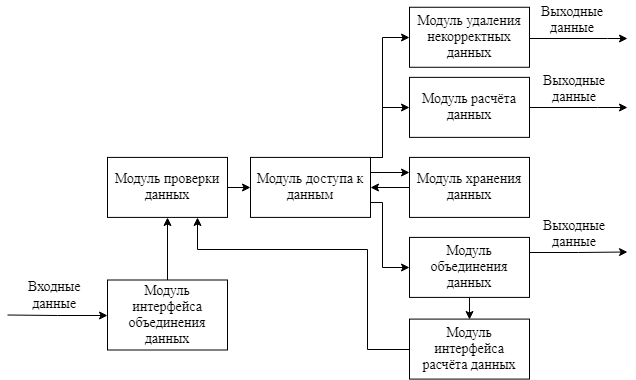 Модуль удаления
некорректных
данных
Выходные
данные
Модуль расчёта
данных
Выходные
данные
Модуль проверки
данных
Модуль доступа к
данным
Модуль хранения
данных
Модуль
объединения
данных
Выходные
данные
Входные
данные
Модуль
интерфейса
объединения
данных
Модуль
интерфейса
расчёта данных